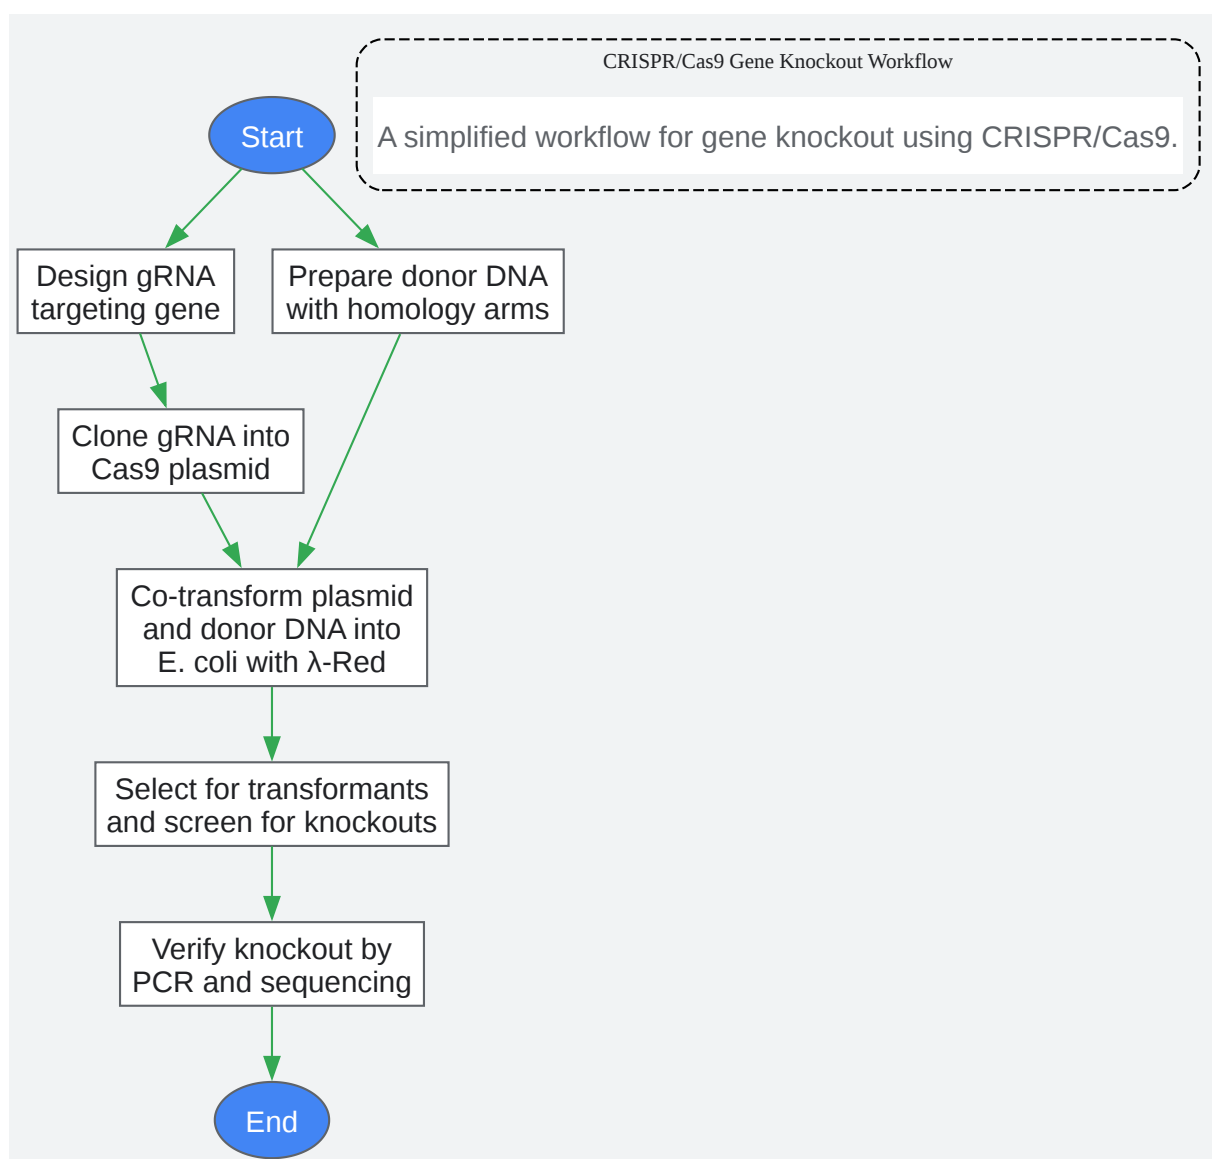 CRISPR/Cas9 Gene Knockout Workflow
A simplified workflow for gene knockout using CRISPR/Cas9.
Start
Design gRNA
targeting gene
Prepare donor DNA
with homology arms
Clone gRNA into
Cas9 plasmid
Co-transform plasmid
and donor DNA into
E. coli with λ-Red
Select for transformants
and screen for knockouts
Verify knockout by
PCR and sequencing
End